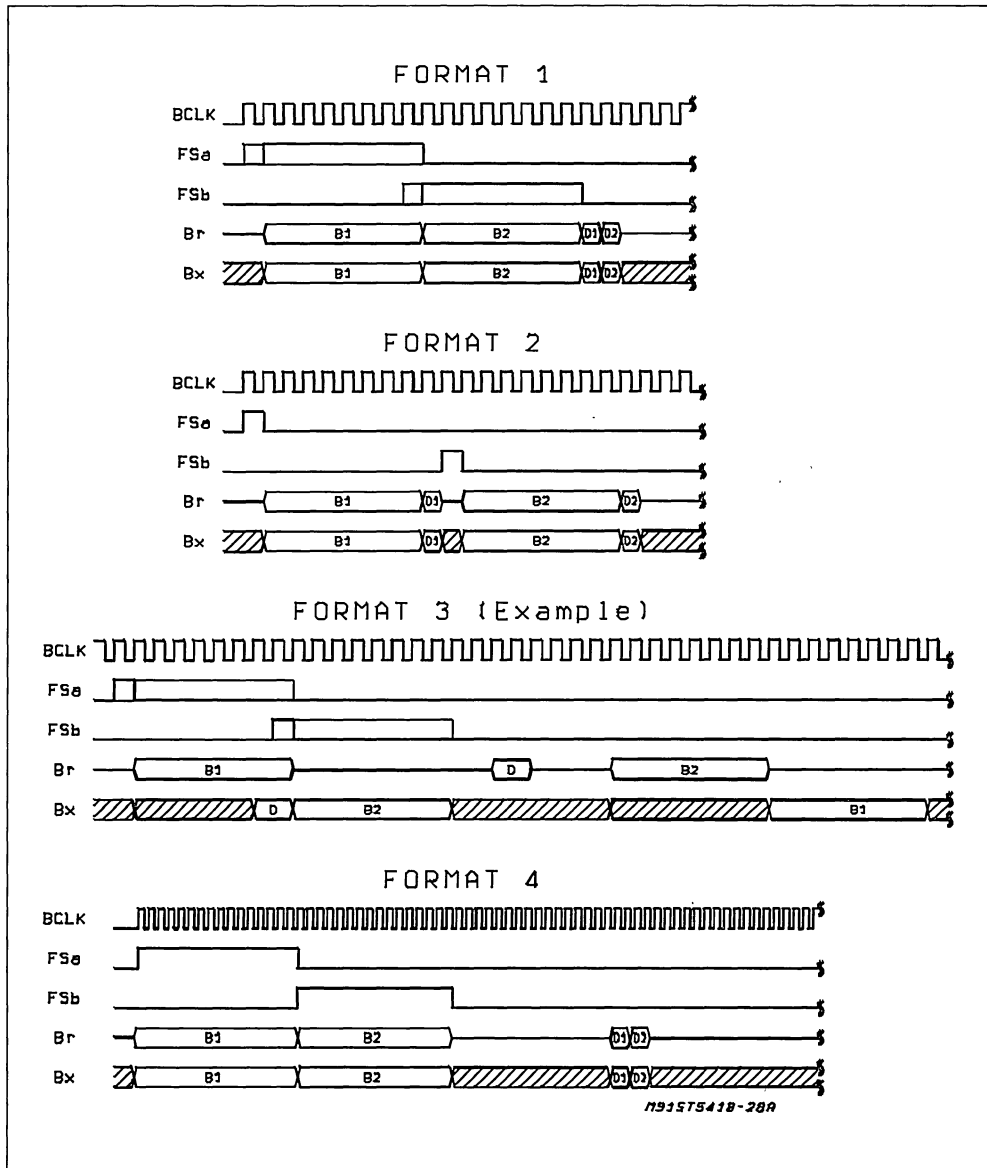 FORMAT 1
BCLK
FSa
FSb
Br B1 B2 D1 D2
Bx B1 B2 D1 D2
FORMAT 2
BCLK
FSa
FSb
Br B1 D1 B2 D2
Bx B1 D1 B2 D2
FORMAT 3 (Example)
BCLK
FSa
FSb
Br B1 D B2
Bx D B2 B1
FORMAT 4
BCLK
FSa
FSb
Br B1 B2 D1 D2
Bx B1 B2 D1 D2
M91ST541B-28A